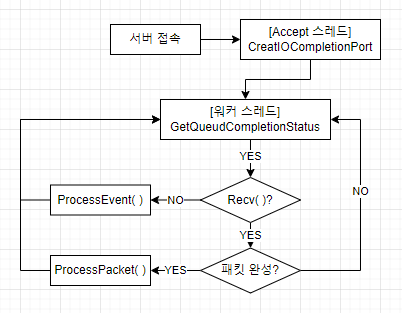 서버 접속
[Accept 스레드]
CreatIOCompletionPort
[워커 스레드]
GetQueudCompletionStatus
YES
NO
ProcessEvent( )
NO
Recv( )?
YES
ProcessPacket( )
YES
패킷 완성?